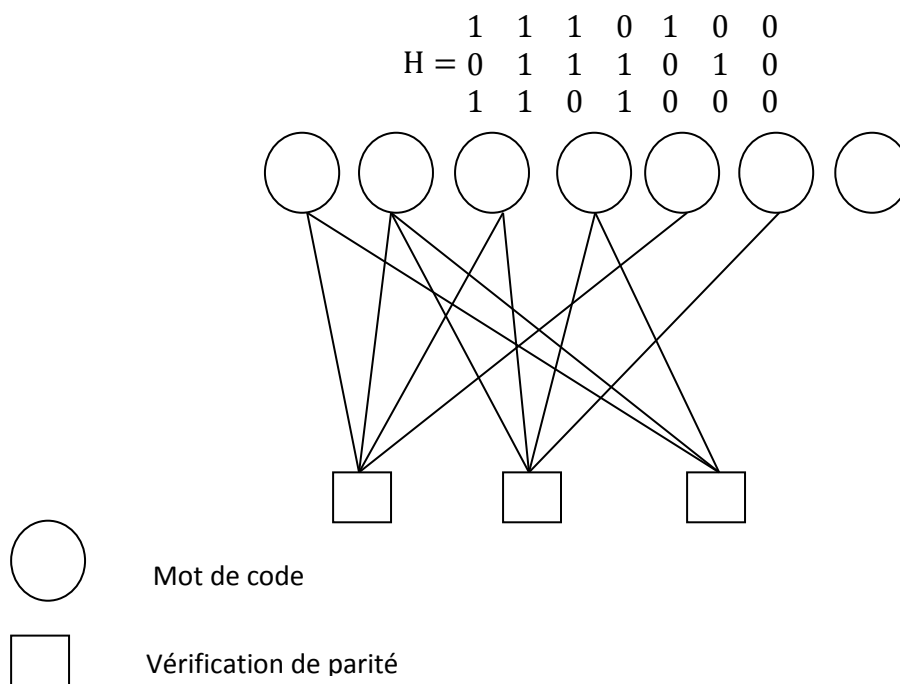 1 1 1 0 1 0 0
H = 0 1 1 1 0 1 0
1 1 0 1 0 0 0
Mot de code
Vérification de parité